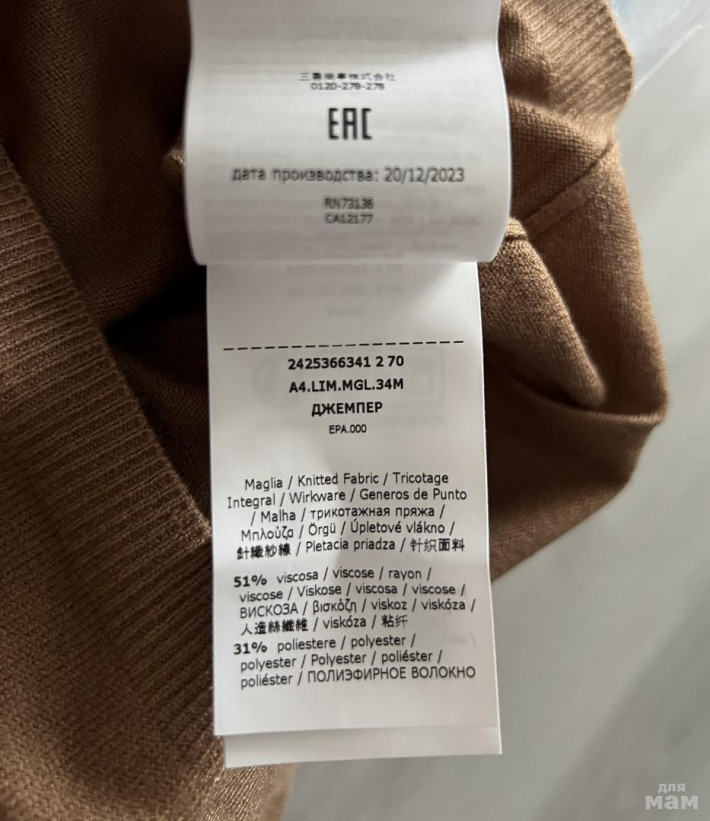 三喜商事株式会社
0120-278-278
EAC
дата производства: 20/12/2023
RN73136
CA12177
2425366341 2 70
A4.LIM.MGL.34M
ДЖЕМПЕР
EPA.000
Maglia / Knitted Fabric / Tricotage
Integral / Wirkware / Generos de Punto
/ Malha / трикотажная пряжа /
Μπλούζα / Örgü / Úpletové vlákno /
針織紗線 / Pletacia priadza / 针织面料
51% viscosa / viscose / rayon /
viscose / Viskose / viscosa / viscose /
ВИСКОЗА / βισκόζη / viskoz / viskóza /
人造絲纖維 / viskóza / 粘纤
31% poliestere / polyester /
polyester / Polyester / poliéster /
poliéster / ПОЛИЭФИРНОЕ ВОЛОКНО
для
мам